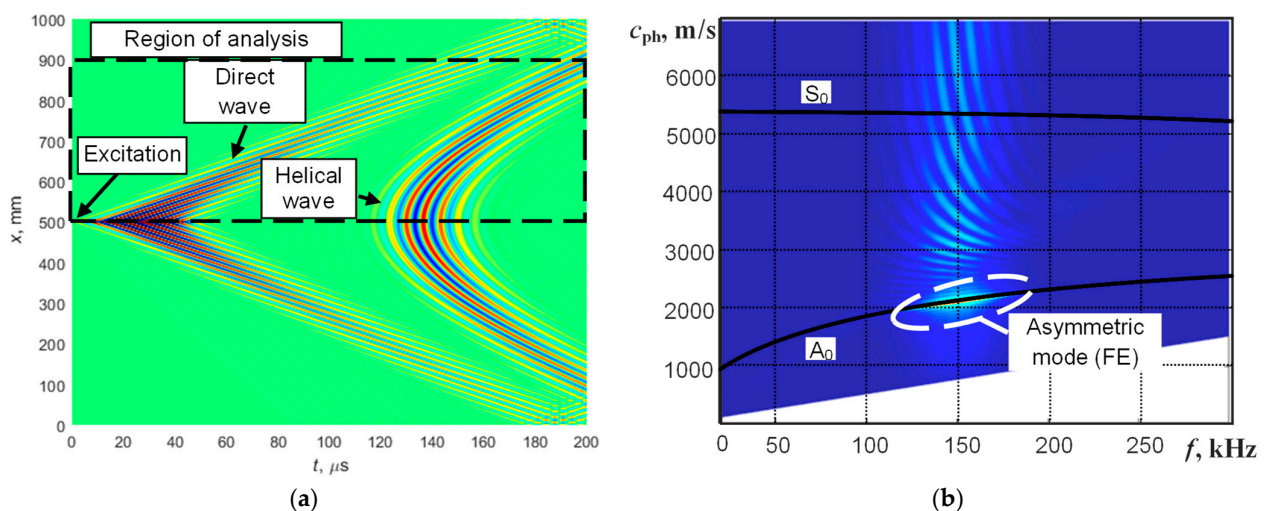 1000
900
800
700
600
500
400
300
200
100
0
x, mm
Region of analysis
Direct
wave
Excitation
Helical
wave
0 20 40 60 80 100 120 140 160 180 200
t, μs
(a)
c_ph, m/s
6000
5000
4000
3000
2000
1000
S₀
A₀
Asymmetric
mode (FE)
0 50 100 150 200 250 f, kHz
(b)